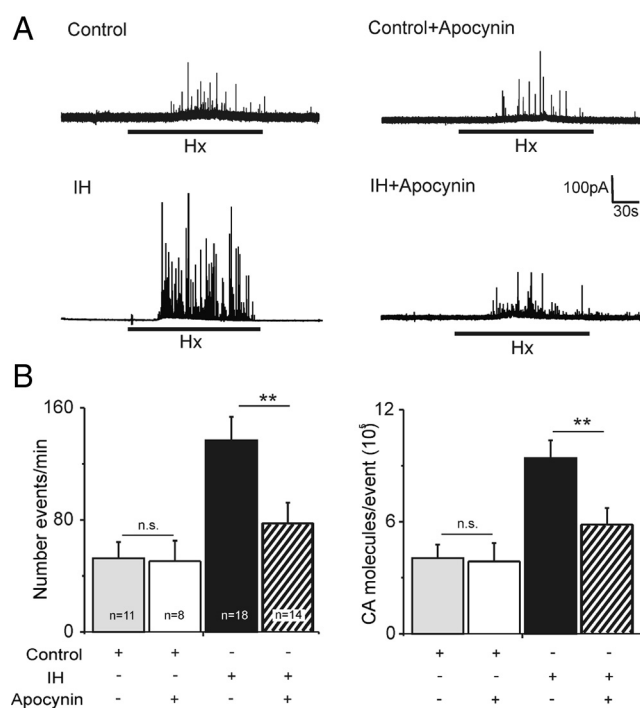 A
Control
Control+Apocynin
Hx
Hx
IH
IH+Apocynin
100pA
30s
Hx
Hx
B
Number events/min
160
80
0
n.s.
**
n=11
n=8
n=18
n=14
Control + + - -
IH - - + +
Apocynin - + - +
CA molecules/event (10⁶)
12
6
0
n.s.
**
+ + - -
- - + +
- + - +